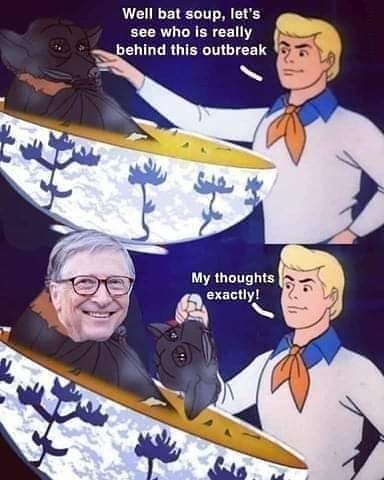 Well bat soup, let's
see who is really
behind this outbreak
My thoughts
exactly!